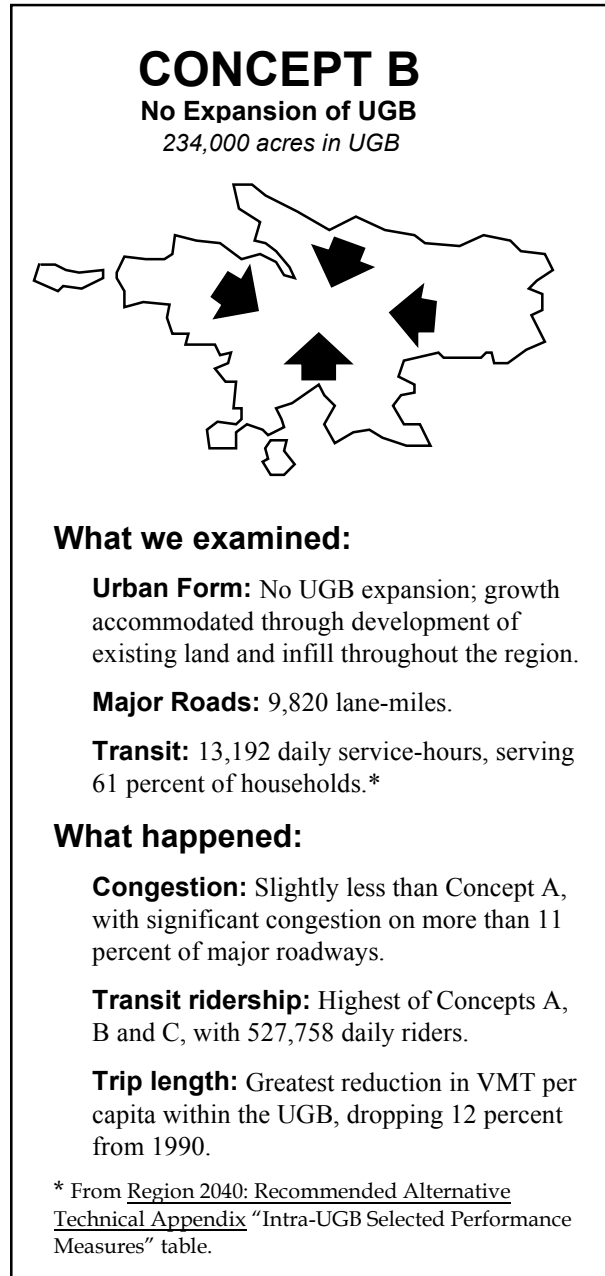 CONCEPT B
No Expansion of UGB
234,000 acres in UGB
What we examined:
Urban Form: No UGB expansion; growth
accommodated through development of
existing land and infill throughout the region.
Major Roads: 9,820 lane-miles.
Transit: 13,192 daily service-hours, serving
61 percent of households.*
What happened:
Congestion: Slightly less than Concept A,
with significant congestion on more than 11
percent of major roadways.
Transit ridership: Highest of Concepts A,
B and C, with 527,758 daily riders.
Trip length: Greatest reduction in VMT per
capita within the UGB, dropping 12 percent
from 1990.
* From Region 2040: Recommended Alternative
Technical Appendix “Intra-UGB Selected Performance
Measures” table.